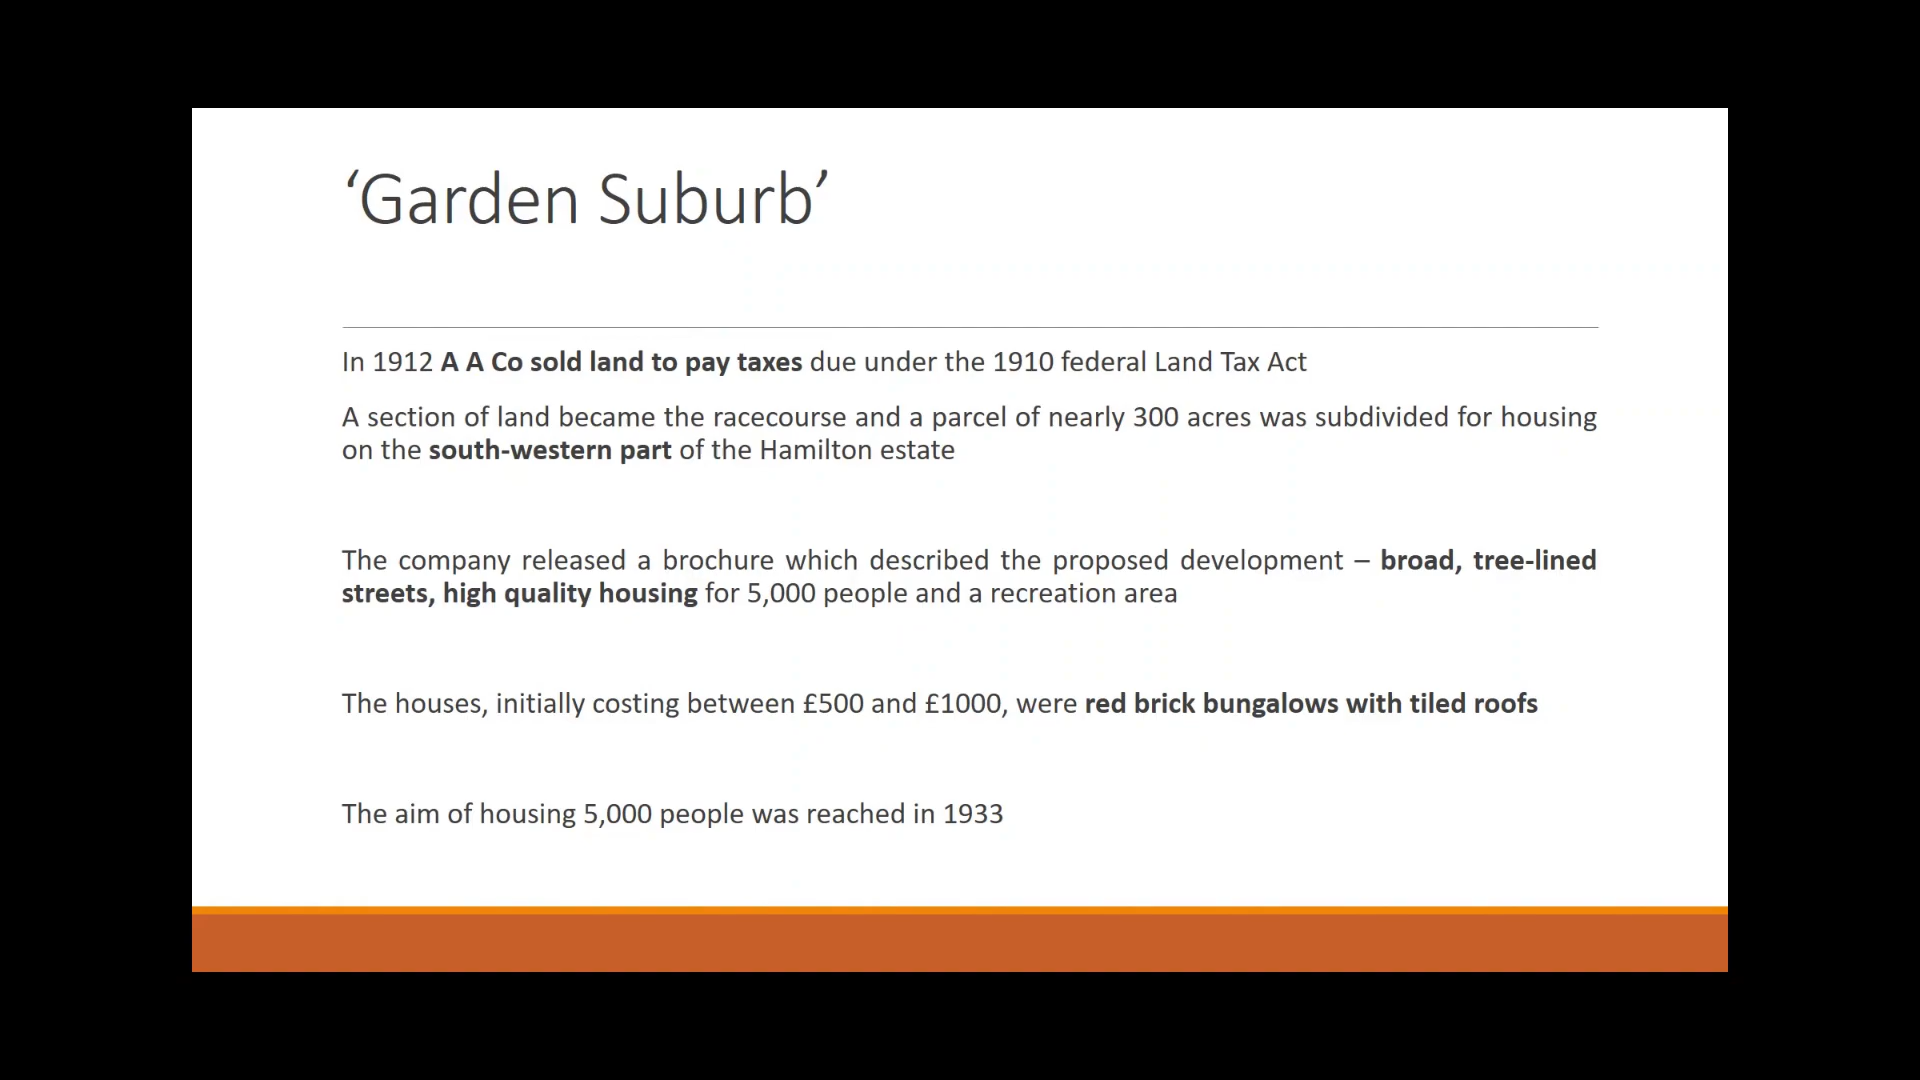 ‘Garden Suburb’
In 1912 A A Co sold land to pay taxes due under the 1910 federal Land Tax Act
A section of land became the racecourse and a parcel of nearly 300 acres was subdivided for housing
on the south-western part of the Hamilton estate
The company released a brochure which described the proposed development – broad, tree-lined
streets, high quality housing for 5,000 people and a recreation area
The houses, initially costing between £500 and £1000, were red brick bungalows with tiled roofs
The aim of housing 5,000 people was reached in 1933